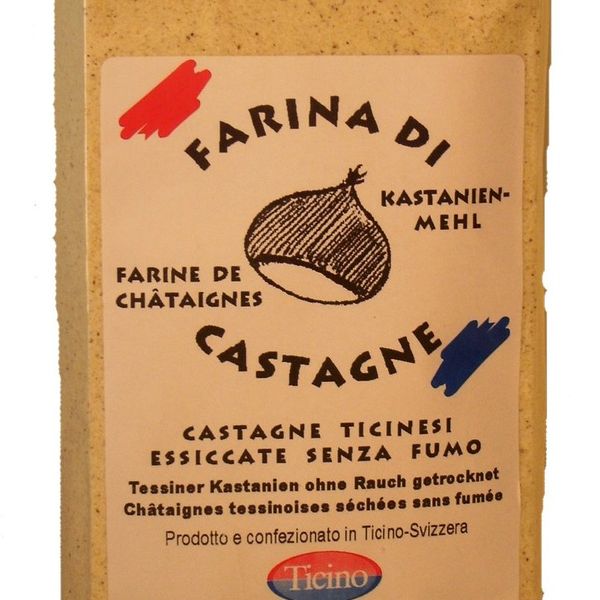 FARINA DI
KASTANIEN-
MEHL
FARINE DE
CHÂTAIGNES
CASTAGNE
CASTAGNE TICINESI
ESSICCATE SENZA FUMO
Tessiner Kastanien ohne Rauch getrocknet
Châtaignes tessinoises séchées sans fumée
Prodotto e confezionato in Ticino-Svizzera
Ticino